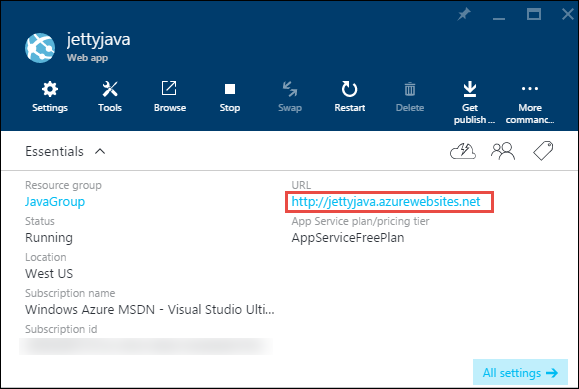 jettyjava
Web app
Settings
Tools
Browse
Stop
Swap
Restart
Delete
Get publish ...
More commanc...
Essentials
Resource group
JavaGroup
URL
http://jettyjava.azurewebsites.net
Status
Running
App Service plan/pricing tier
AppServiceFreePlan
Location
West US
Subscription name
Windows Azure MSDN - Visual Studio Ulti...
Subscription id
All settings